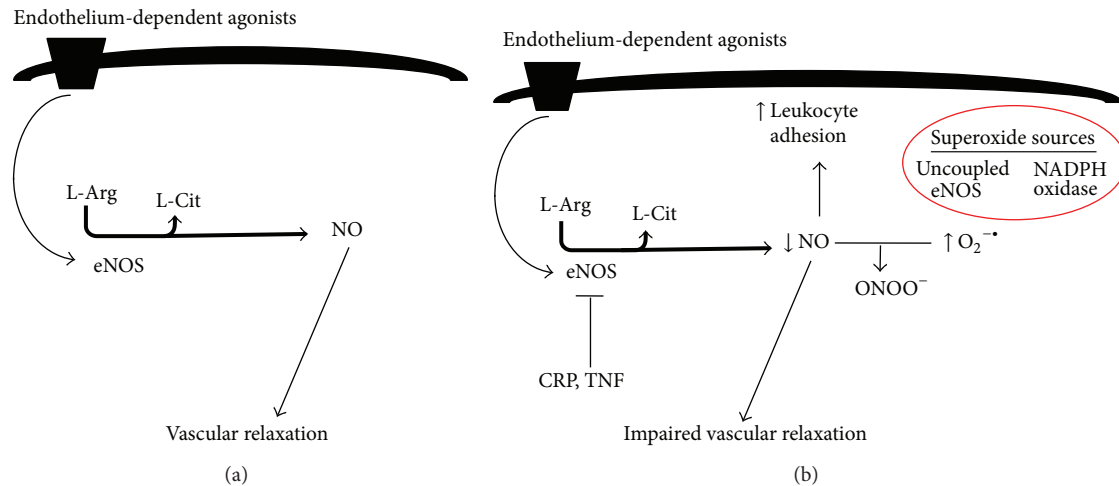 Endothelium-dependent agonists
L-Arg
L-Cit
NO
eNOS
Vascular relaxation
(a)
Endothelium-dependent agonists
↑ Leukocyte
adhesion
Superoxide sources
Uncoupled
eNOS
NADPH
oxidase
L-Arg
L-Cit
↓ NO
↑ O₂⁻•
eNOS
ONOO⁻
CRP, TNF
Impaired vascular relaxation
(b)